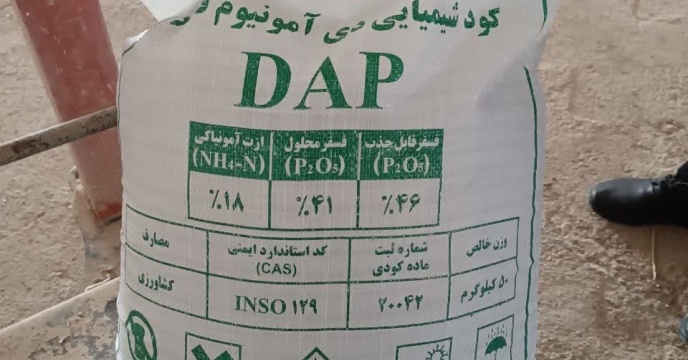 کود شیمیایی دی آمونیوم
DAP
فسفر قابل جذب فسفر محلول ازت آمونیاکی
(P₂O₅) (P₂O₅) (NH₄-N)
٪۴۶ ٪۴۱ ٪۱۸
وزن خالص شماره ثبت ماده کودی کد استاندارد ایمنی (CAS) مصارف
۵۰ کیلوگرم ۲۰۰۴۲ INSO ۱۲۹ کشاورزی